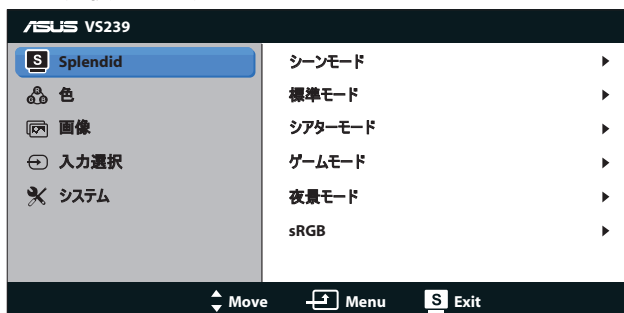 ASUS VS239
S Splendid
色
画像
入力選択
システム
シーンモード
標準モード
シアターモード
ゲームモード
夜景モード
sRGB
Move Menu S Exit